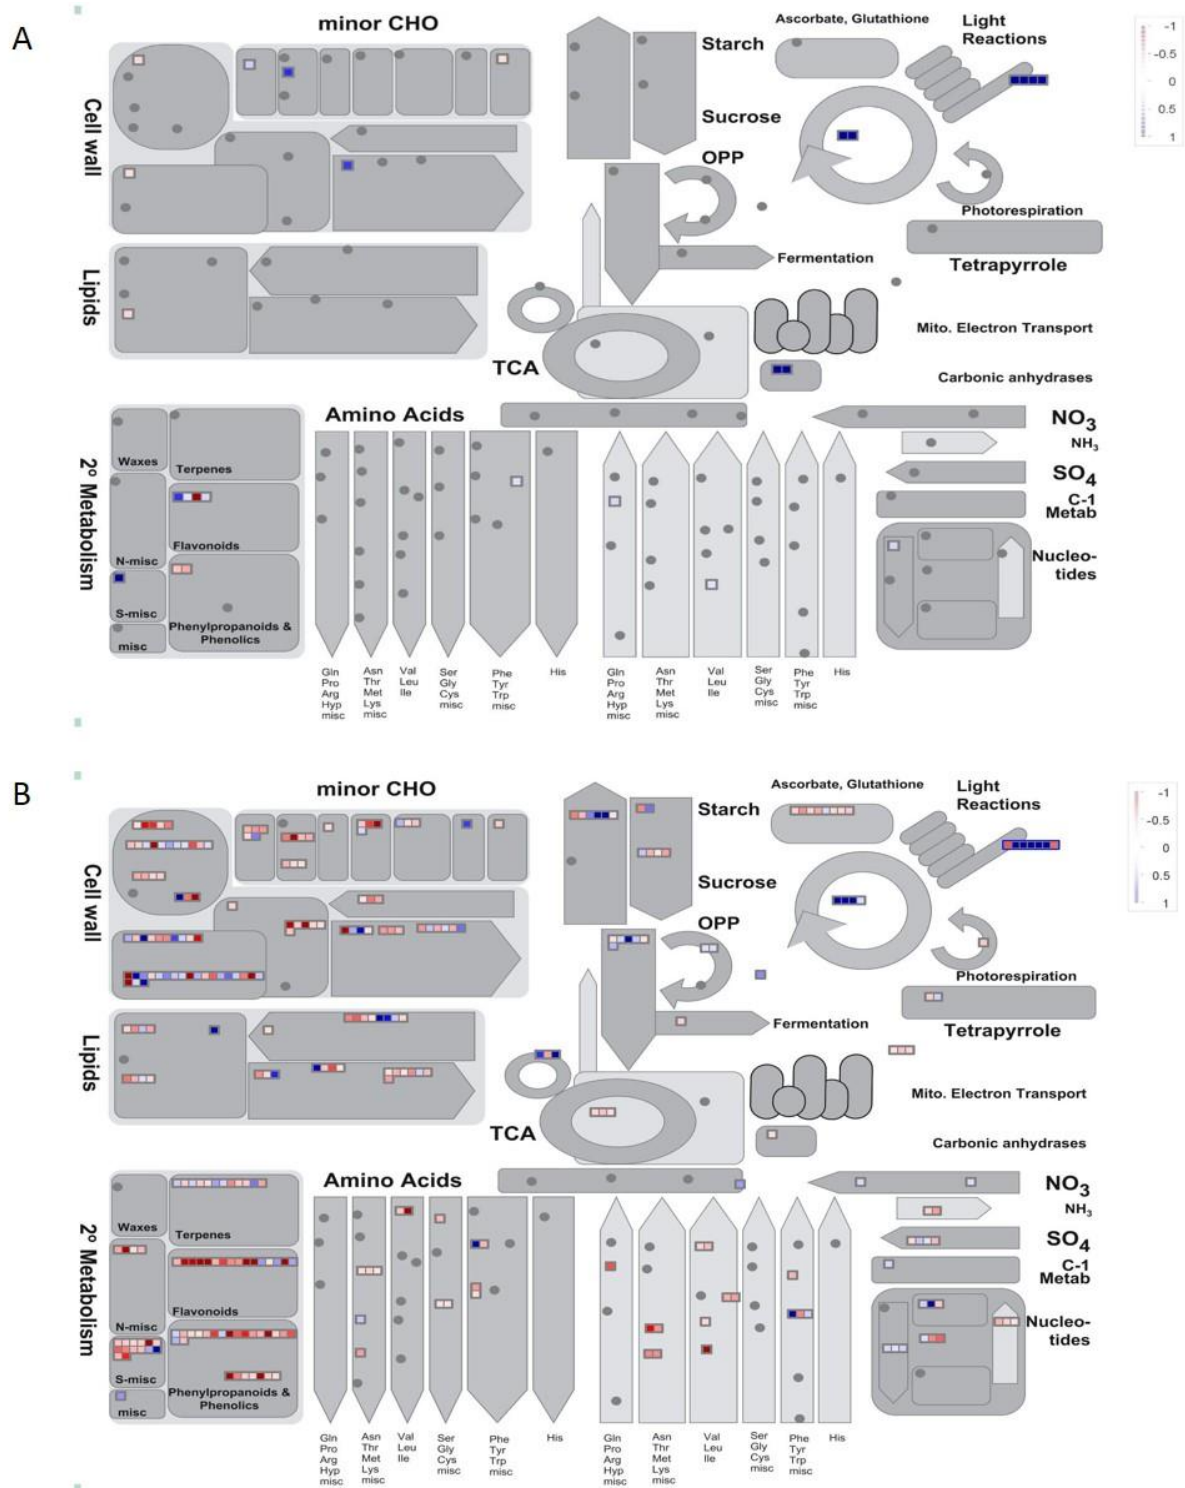 A
minor CHO
Cell wall
Lipids
Starch
Sucrose
OPP
Ascorbate, Glutathione
Light
Reactions
-1
-0.5
0
0.5
1
Photorespiration
Tetrapyrrole
Fermentation
Mito. Electron Transport
TCA
Carbonic anhydrases
2º Metabolism
Waxes
Terpenes
Flavonoids
N-misc
S-misc
misc
Phenylpropanoids &
Phenolics
Amino Acids
Gln
Pro
Arg
Hyp
misc
Asn
Thr
Met
Lys
misc
Val
Leu
Ile
Ser
Gly
Cys
misc
Phe
Tyr
Trp
misc
His
Gln
Pro
Arg
Hyp
misc
Asn
Thr
Met
Lys
misc
Val
Leu
Ile
Ser
Gly
Cys
misc
Phe
Tyr
Trp
misc
His
NO3
NH3
SO4
C-1
Metab
Nucleo-
tides
B
minor CHO
Cell wall
Lipids
Starch
Sucrose
OPP
Ascorbate, Glutathione
Light
Reactions
-1
-0.5
0
0.5
1
Photorespiration
Tetrapyrrole
Fermentation
Mito. Electron Transport
TCA
Carbonic anhydrases
2º Metabolism
Waxes
Terpenes
Flavonoids
N-misc
S-misc
misc
Phenylpropanoids &
Phenolics
Amino Acids
Gln
Pro
Arg
Hyp
misc
Asn
Thr
Met
Lys
misc
Val
Leu
Ile
Ser
Gly
Cys
misc
Phe
Tyr
Trp
misc
His
Gln
Pro
Arg
Hyp
misc
Asn
Thr
Met
Lys
misc
Val
Leu
Ile
Ser
Gly
Cys
misc
Phe
Tyr
Trp
misc
His
NO3
NH3
SO4
C-1
Metab
Nucleo-
tides